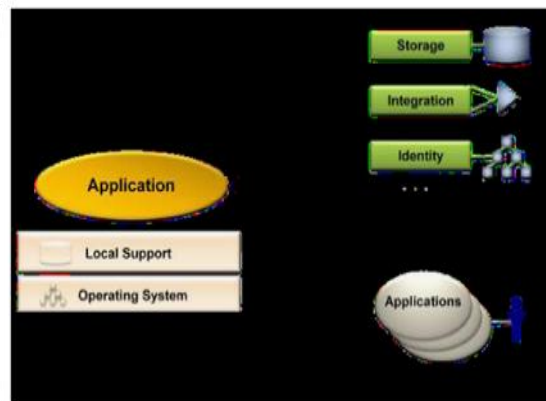 Storage
Integration
Identity
...
Application
Local Support
Operating System
Applications